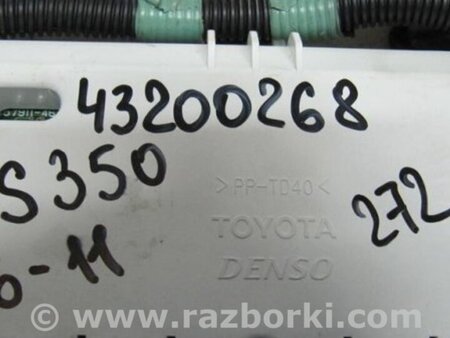 43200268
S350
>PP-TD40<
272
TOYOTA
-11
DENSO
www.razborki.com